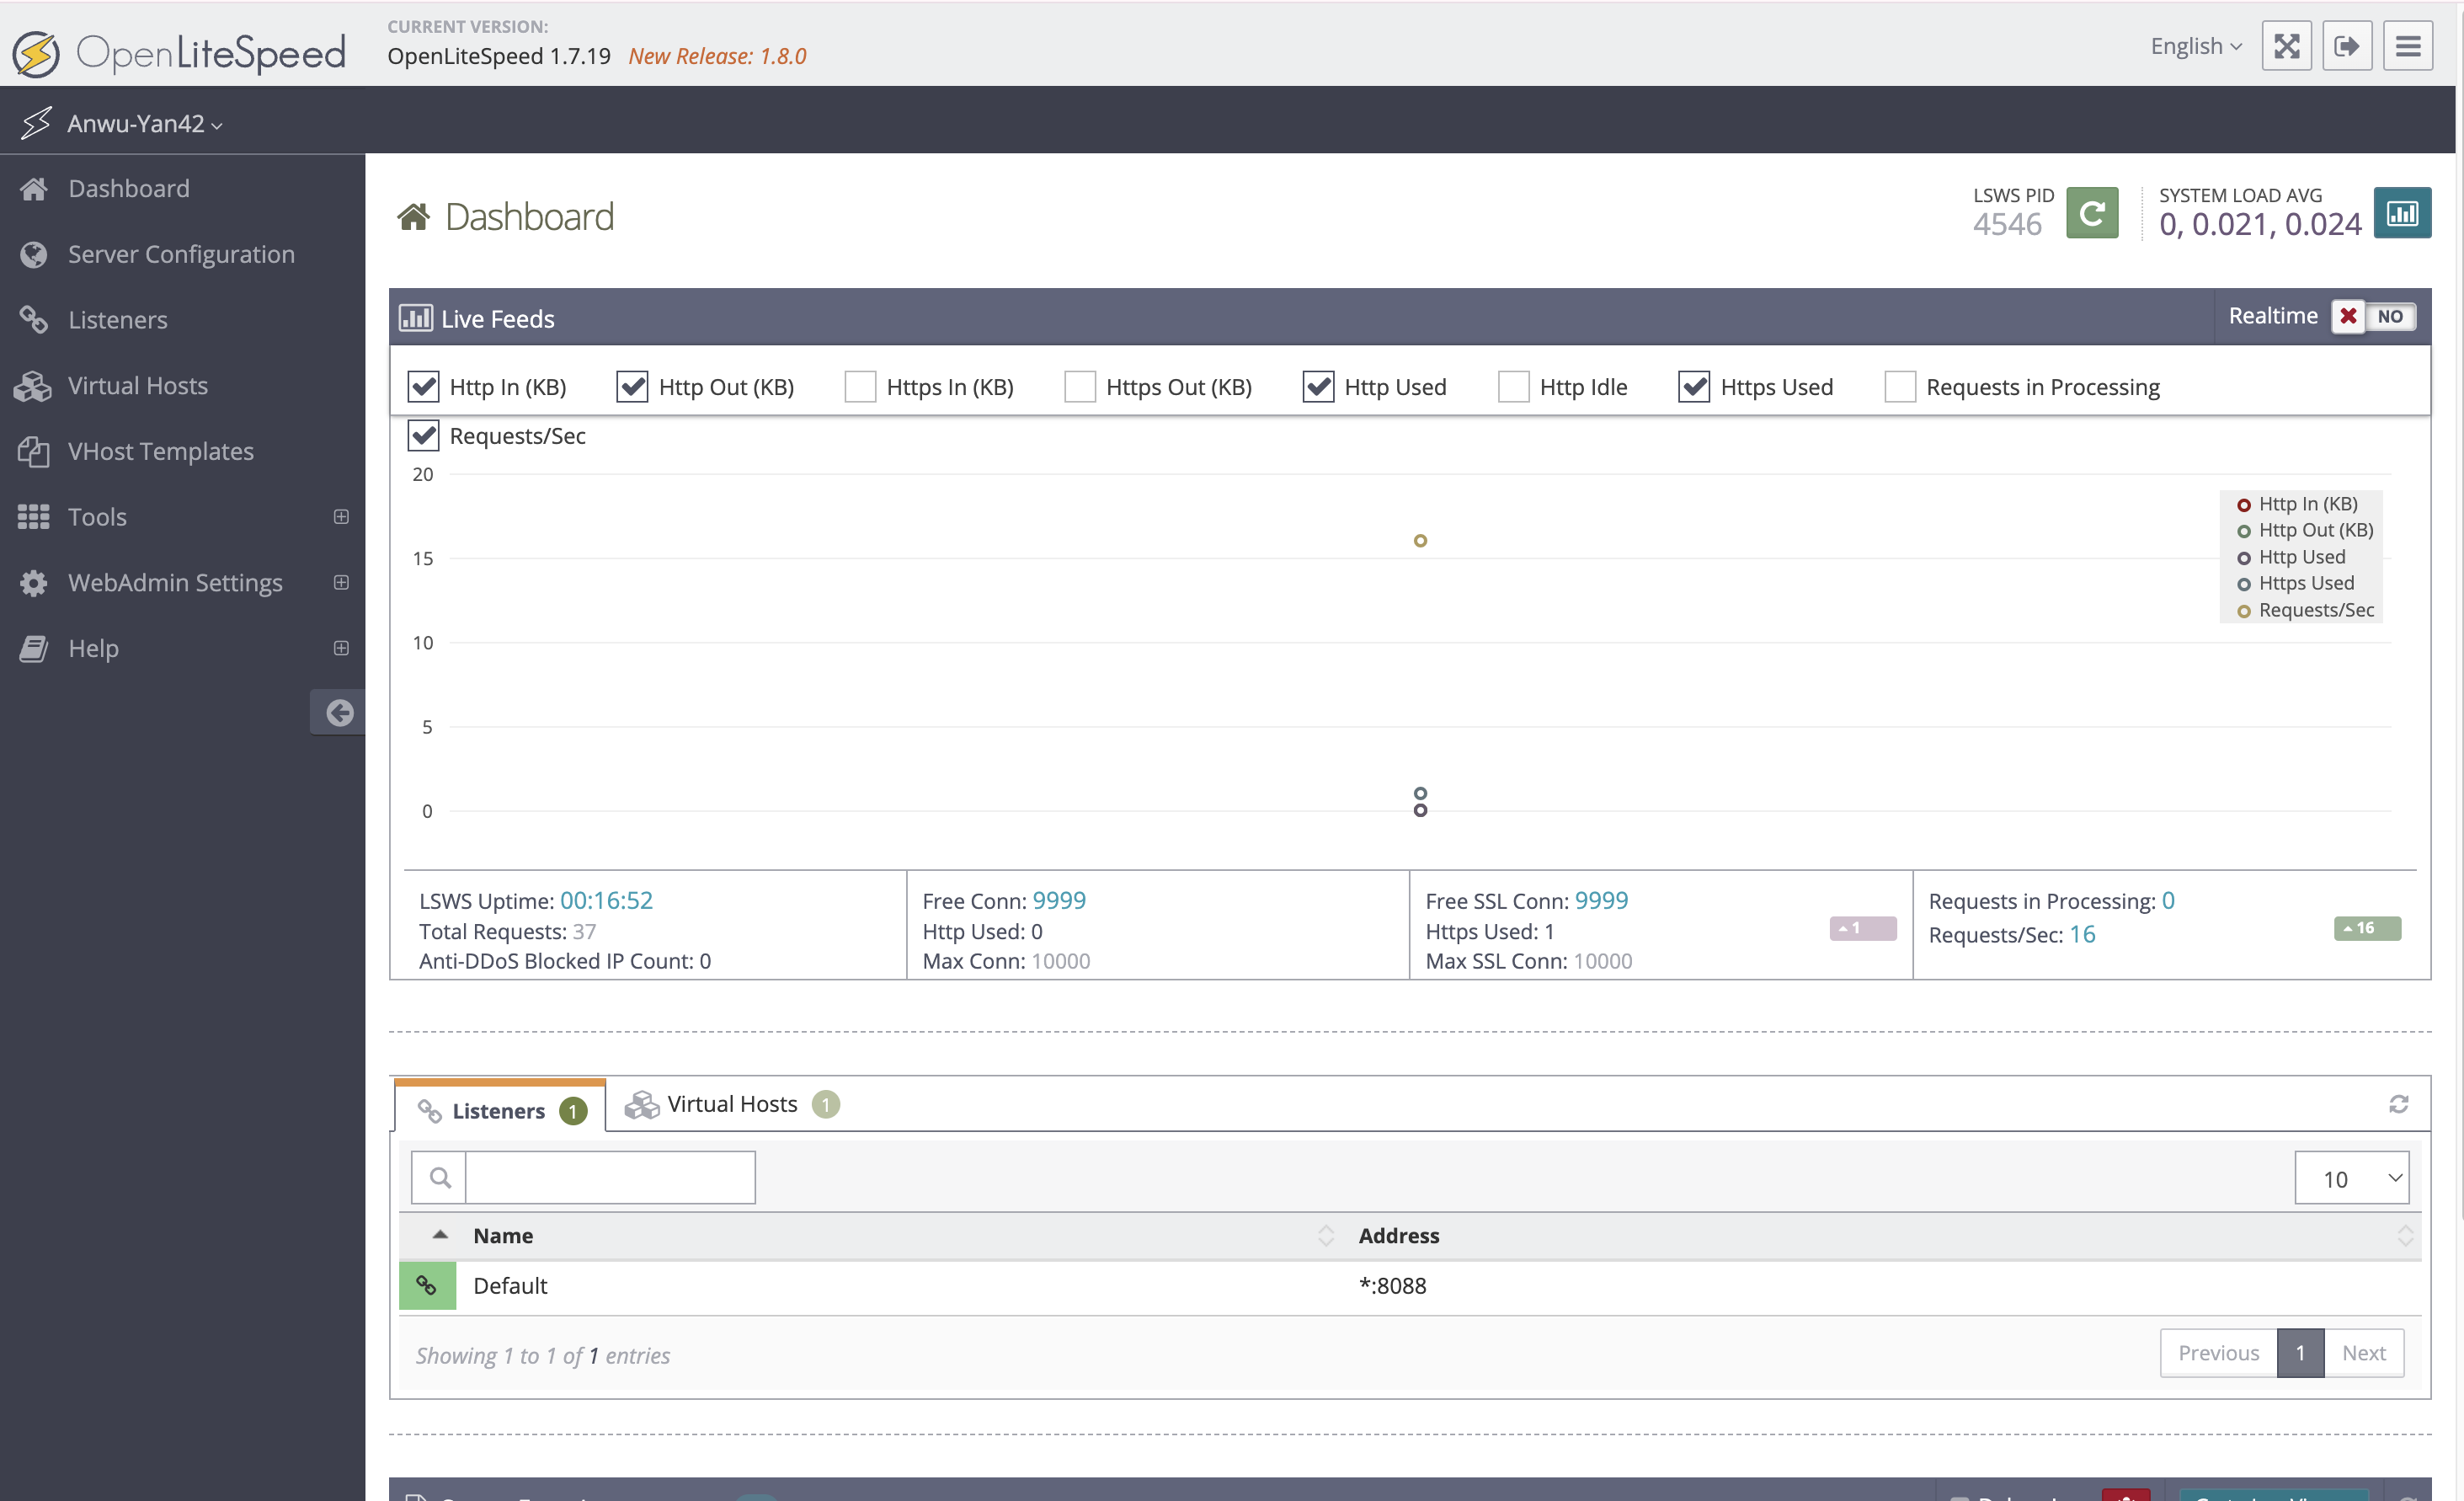 OpenLiteSpeed
CURRENT VERSION:
OpenLiteSpeed 1.7.19 New Release: 1.8.0
English
Anwu-Yan42
Dashboard
Server Configuration
Listeners
Virtual Hosts
VHost Templates
Tools
WebAdmin Settings
Help
Dashboard
LSWS PID
4546
SYSTEM LOAD AVG
0, 0.021, 0.024
Live Feeds
Realtime
NO
Http In (KB) Http Out (KB) Https In (KB) Https Out (KB) Http Used Http Idle Https Used Requests in Processing
Requests/Sec
20
15
10
5
0
Http In (KB)
Http Out (KB)
Http Used
Https Used
Requests/Sec
LSWS Uptime: 00:16:52
Total Requests: 37
Anti-DDoS Blocked IP Count: 0
Free Conn: 9999
Http Used: 0
Max Conn: 10000
Free SSL Conn: 9999
Https Used: 1
Max SSL Conn: 10000
1
Requests in Processing: 0
Requests/Sec: 16
16
Listeners 1
Virtual Hosts 1
10
Name Address
Default *:8088
Showing 1 to 1 of 1 entries
Previous 1 Next